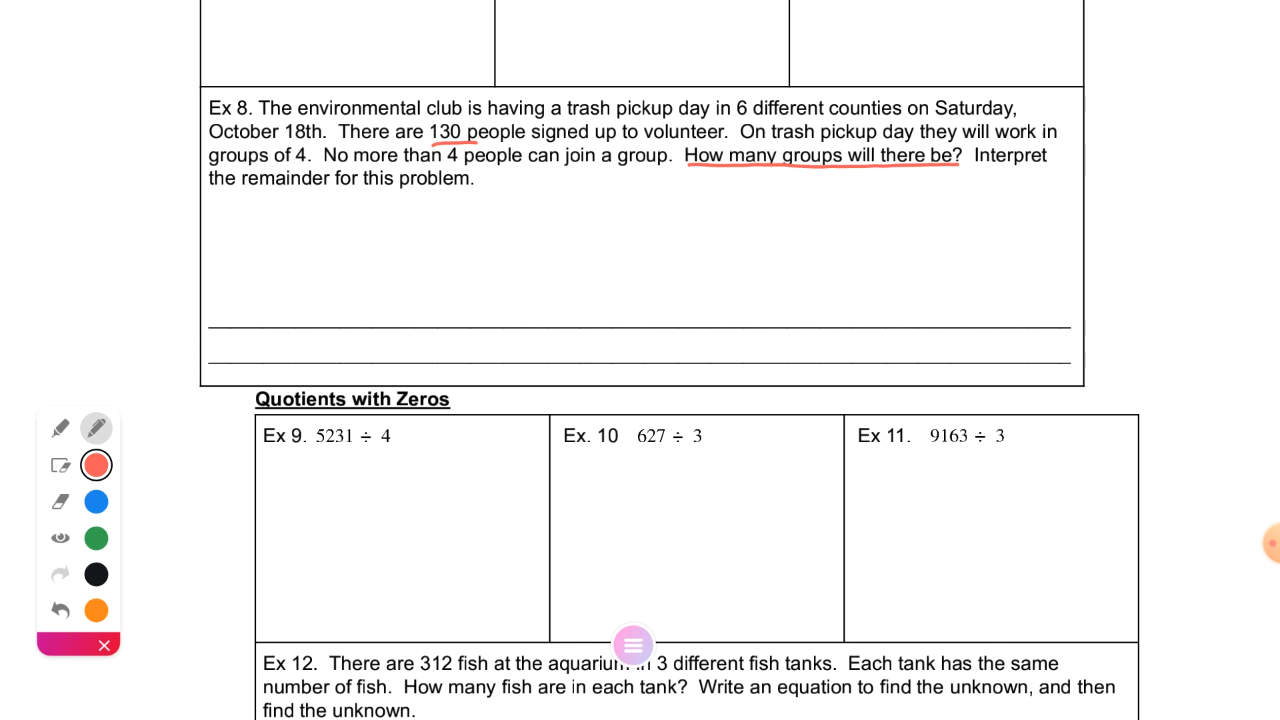 Ex 8. The environmental club is having a trash pickup day in 6 different counties on Saturday,
October 18th. There are 130 people signed up to volunteer. On trash pickup day they will work in
groups of 4. No more than 4 people can join a group. How many groups will there be? Interpret
the remainder for this problem.
Quotients with Zeros
Ex 9. 5231 ÷ 4
Ex. 10 627 ÷ 3
Ex 11. 9163 ÷ 3
Ex 12. There are 312 fish at the aquarium in 3 different fish tanks. Each tank has the same
number of fish. How many fish are in each tank? Write an equation to find the unknown, and then
find the unknown.